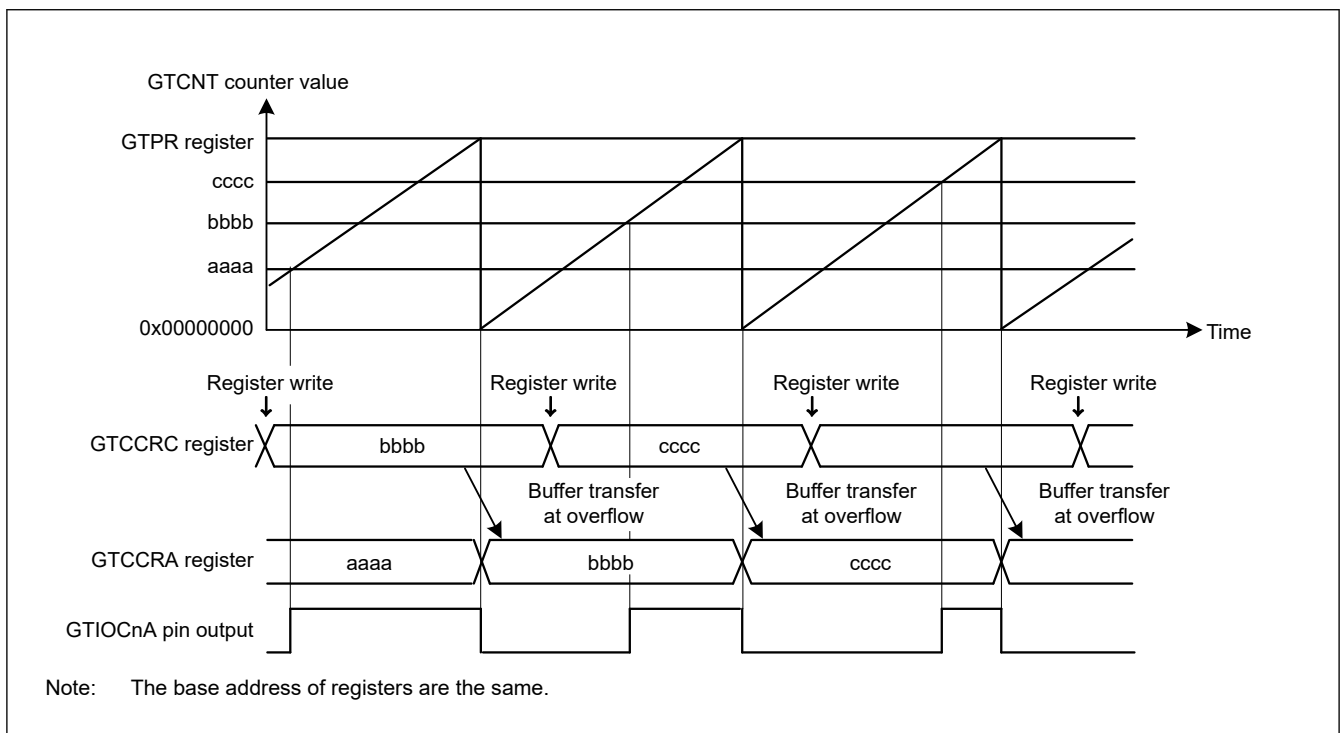 GTCNT counter value
GTPR register
cccc
bbbb
aaaa
0x00000000
Time
Register write Register write Register write Register write
GTCCRC register bbbb cccc
Buffer transfer Buffer transfer Buffer transfer
at overflow at overflow at overflow
GTCCRA register aaaa bbbb cccc
GTIOCnA pin output
Note: The base address of registers are the same.